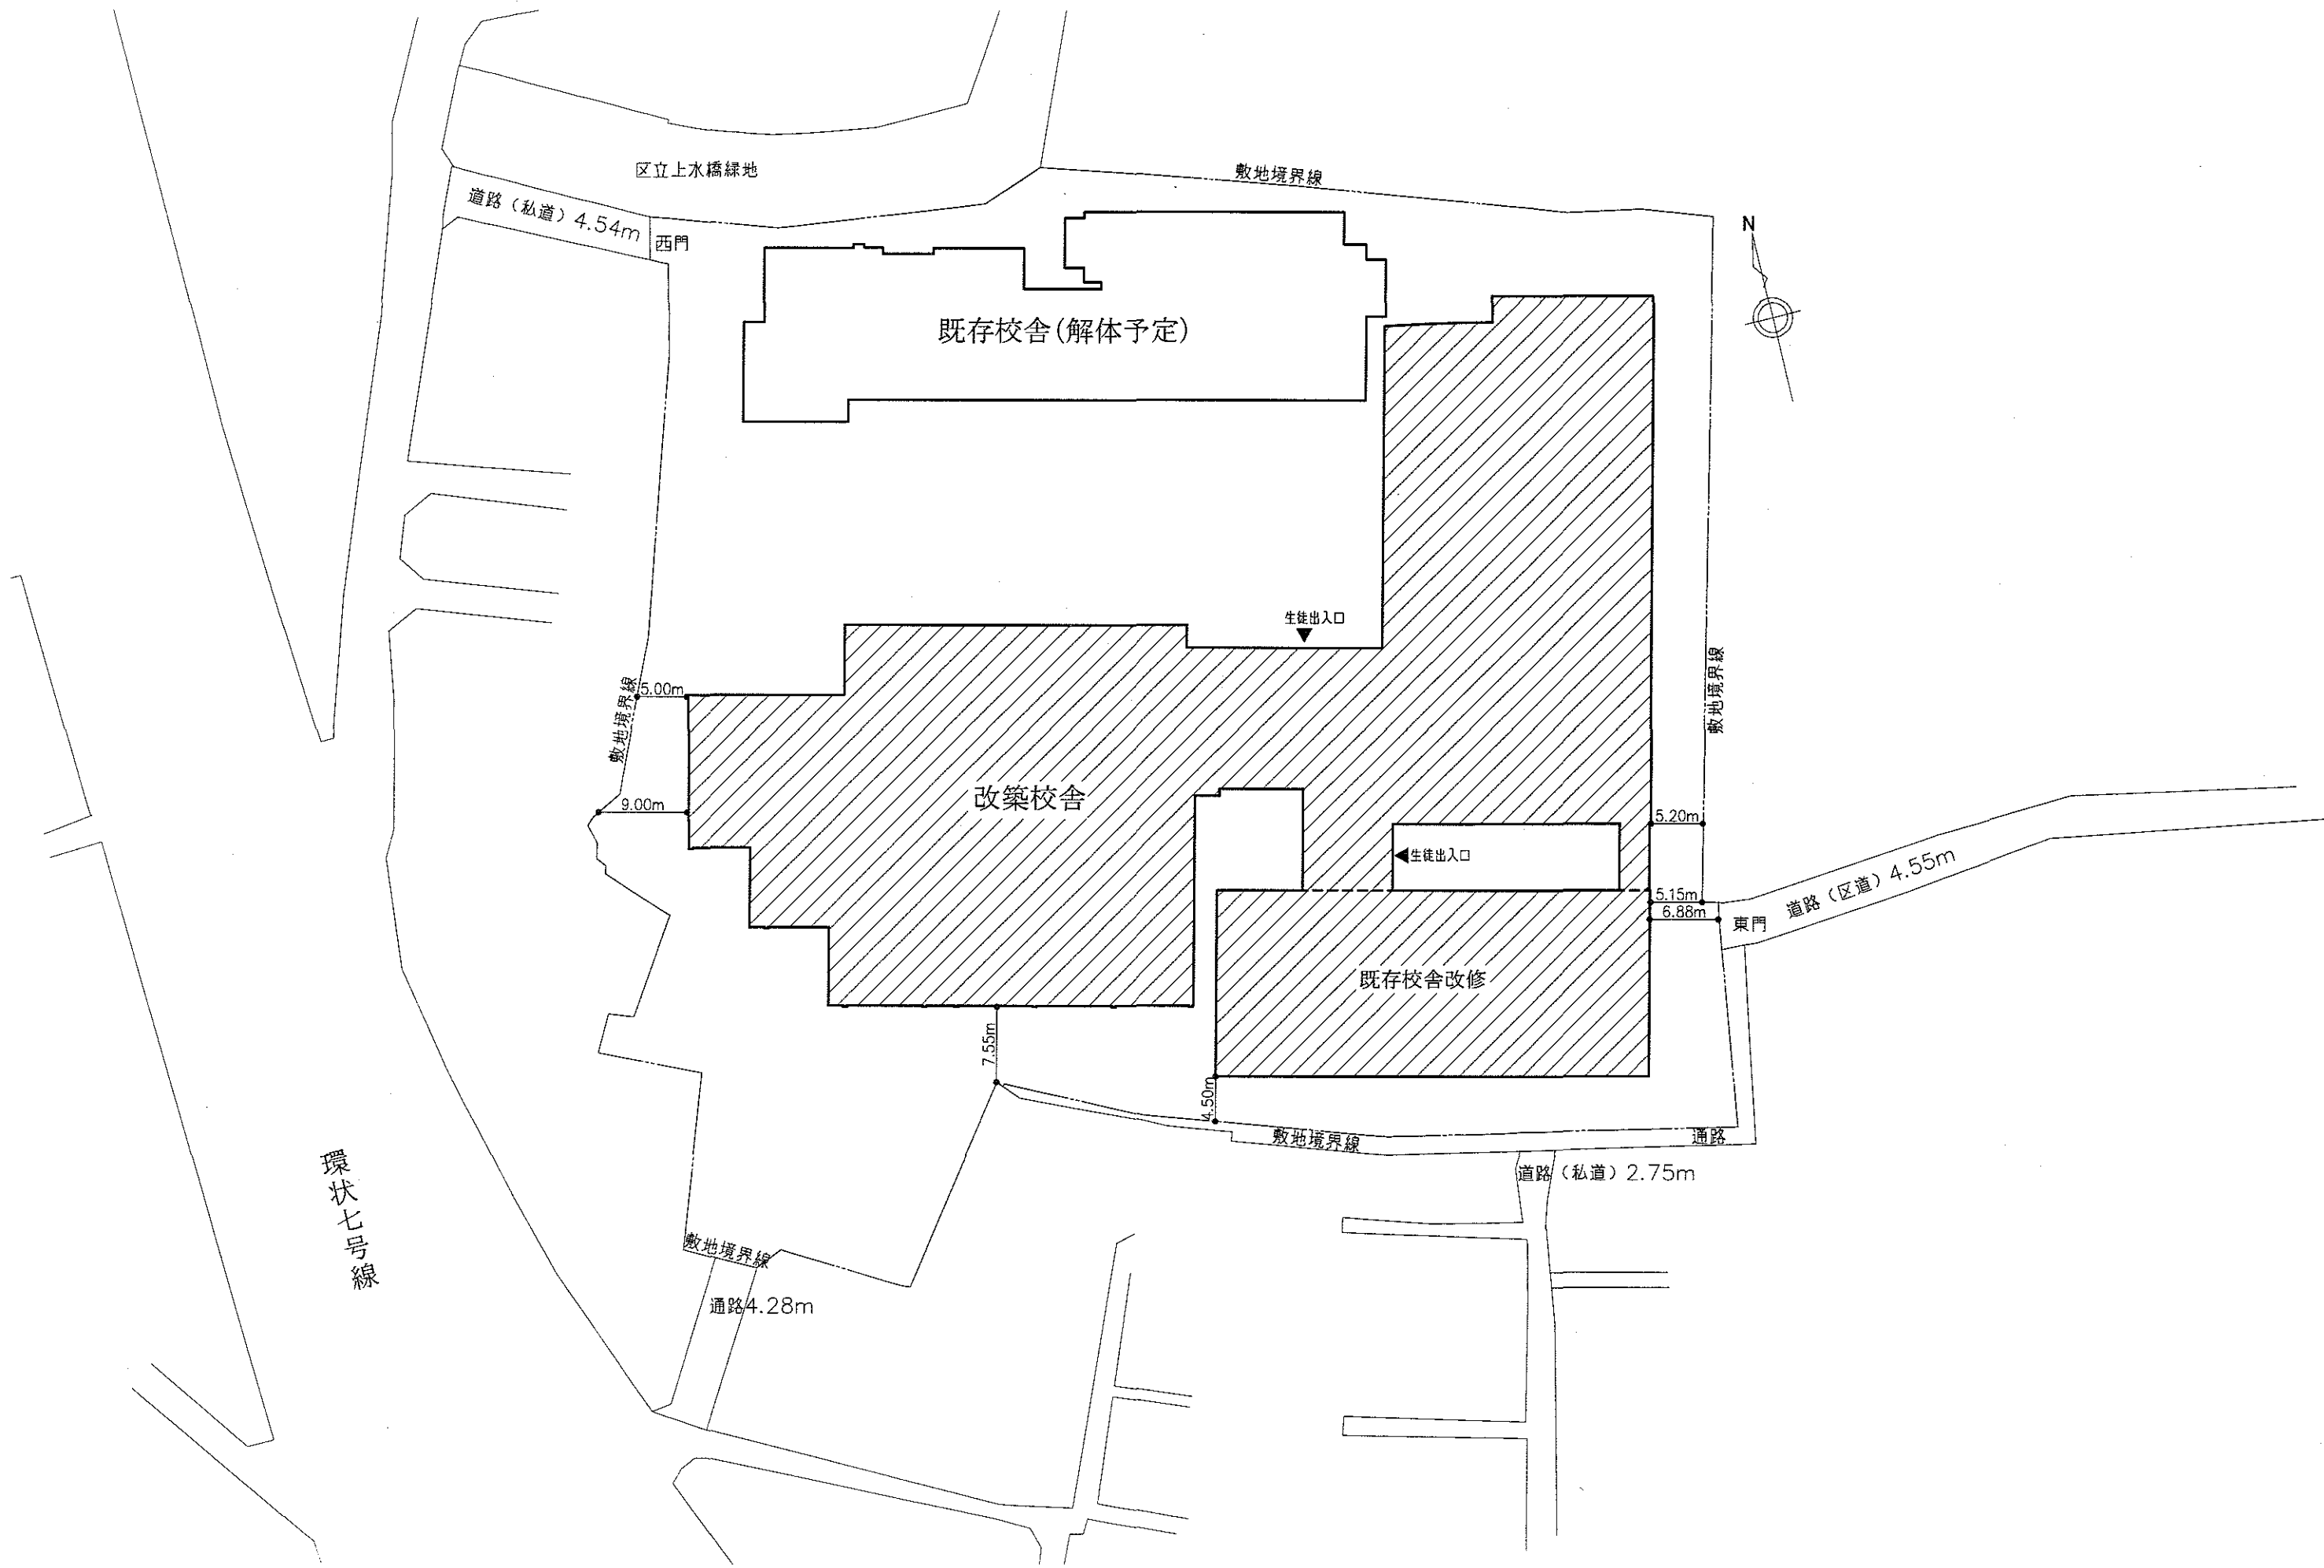 区立上水橋緑地
敷地境界線
道路（私道）4.54m
西門
N
既存校舎(解体予定)
生徒出入口
敷地境界線
5.00m
敷地境界線
改築校舎
9.00m
5.20m
生徒出入口
道路（区道）4.55m
5.15m
6.88m
東門
既存校舎改修
7.55m
4.50m
敷地境界線
通路
道路（私道）2.75m
環状七号線
敷地境界線
通路4.28m